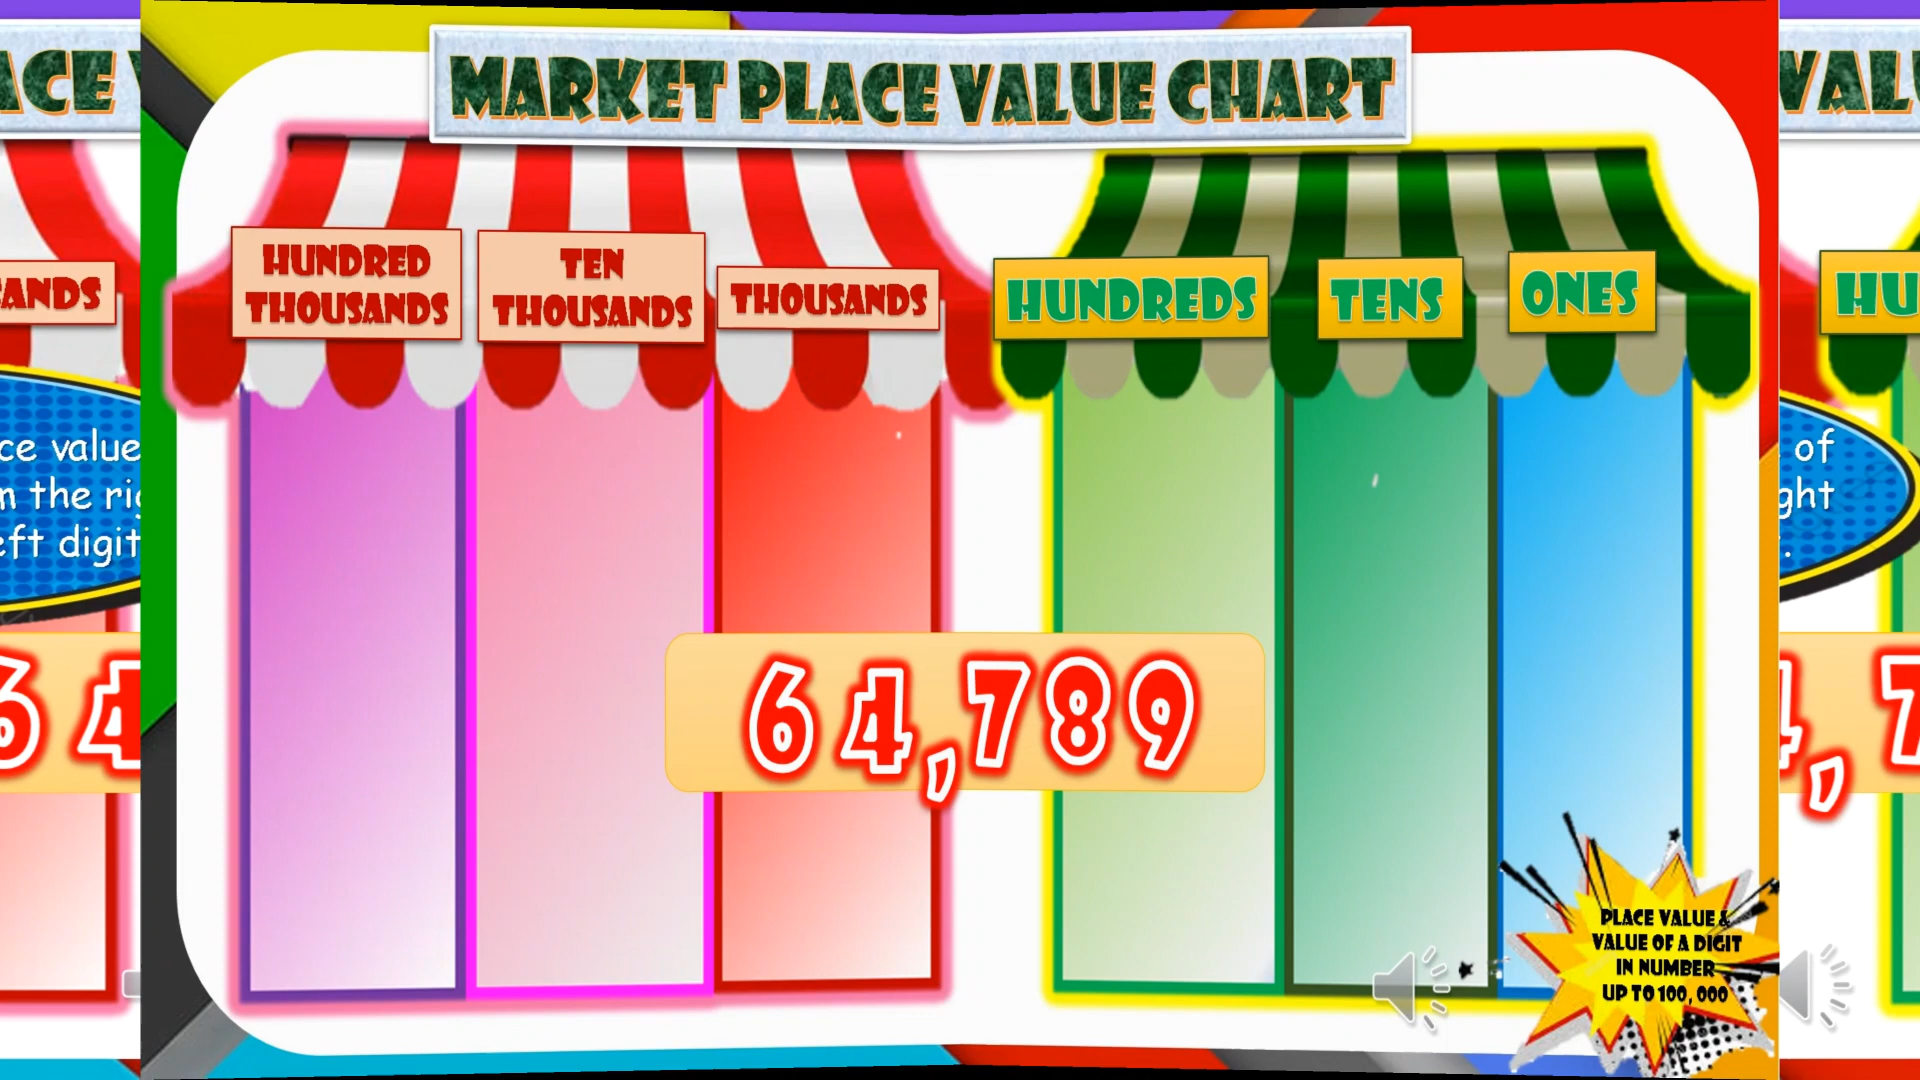 MARKET PLACE VALUE CHART
HUNDRED
THOUSANDS
TEN
THOUSANDS
THOUSANDS
HUNDREDS
TENS
ONES
64,789
PLACE VALUE &
VALUE OF A DIGIT
IN NUMBER
UP TO 100, 000